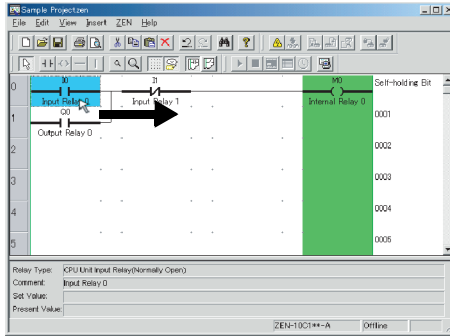 Sample Projectzen
File Edit View Insert ZEN Help
0 I0 I1 M0 Self-holding Bit
Input Relay 0 Input Relay 1 Internal Relay 0
1 Q0 0001
Output Relay 0
2 0002
3 0003
4 0004
5 0005
Relay Type: CPU Unit Input Relay(Normally Open)
Comment: Input Relay 0
Set Value:
Present Value:
ZEN-10C1**-A Offline